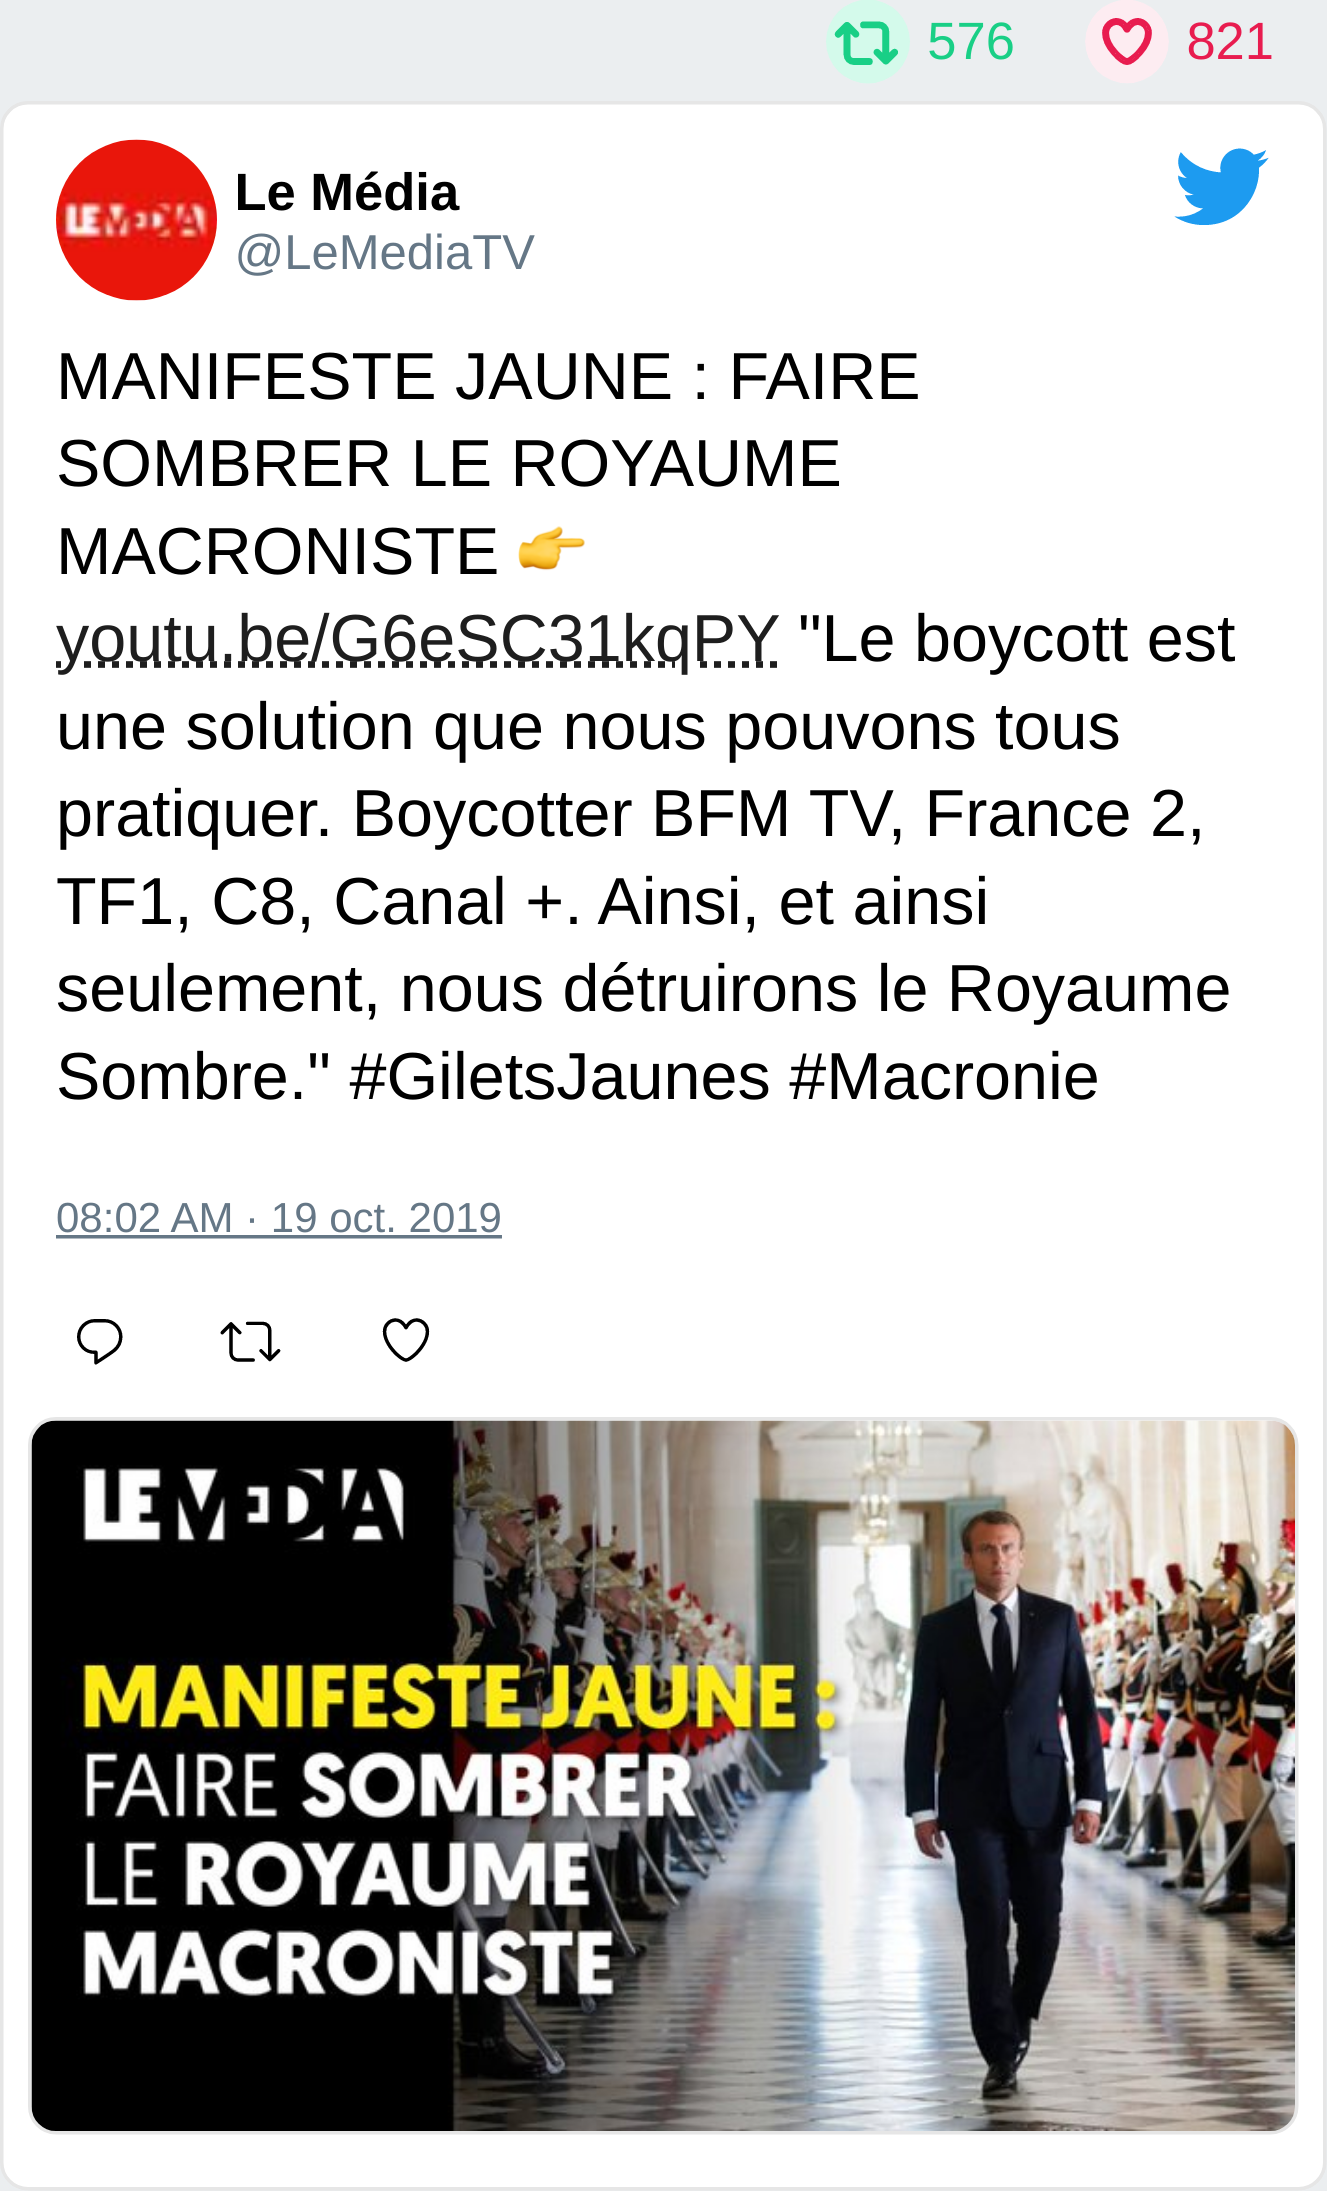 576 821
LE MEDIA
Le Média
@LeMediaTV
MANIFESTE JAUNE : FAIRE
SOMBRER LE ROYAUME
MACRONISTE 👉
youtu.be/G6eSC31kqPY "Le boycott est
une solution que nous pouvons tous
pratiquer. Boycotter BFM TV, France 2,
TF1, C8, Canal +. Ainsi, et ainsi
seulement, nous détruirons le Royaume
Sombre." #GiletsJaunes #Macronie
08:02 AM · 19 oct. 2019
LE MEDIA
MANIFESTE JAUNE :
FAIRE SOMBRER
LE ROYAUME
MACRONISTE